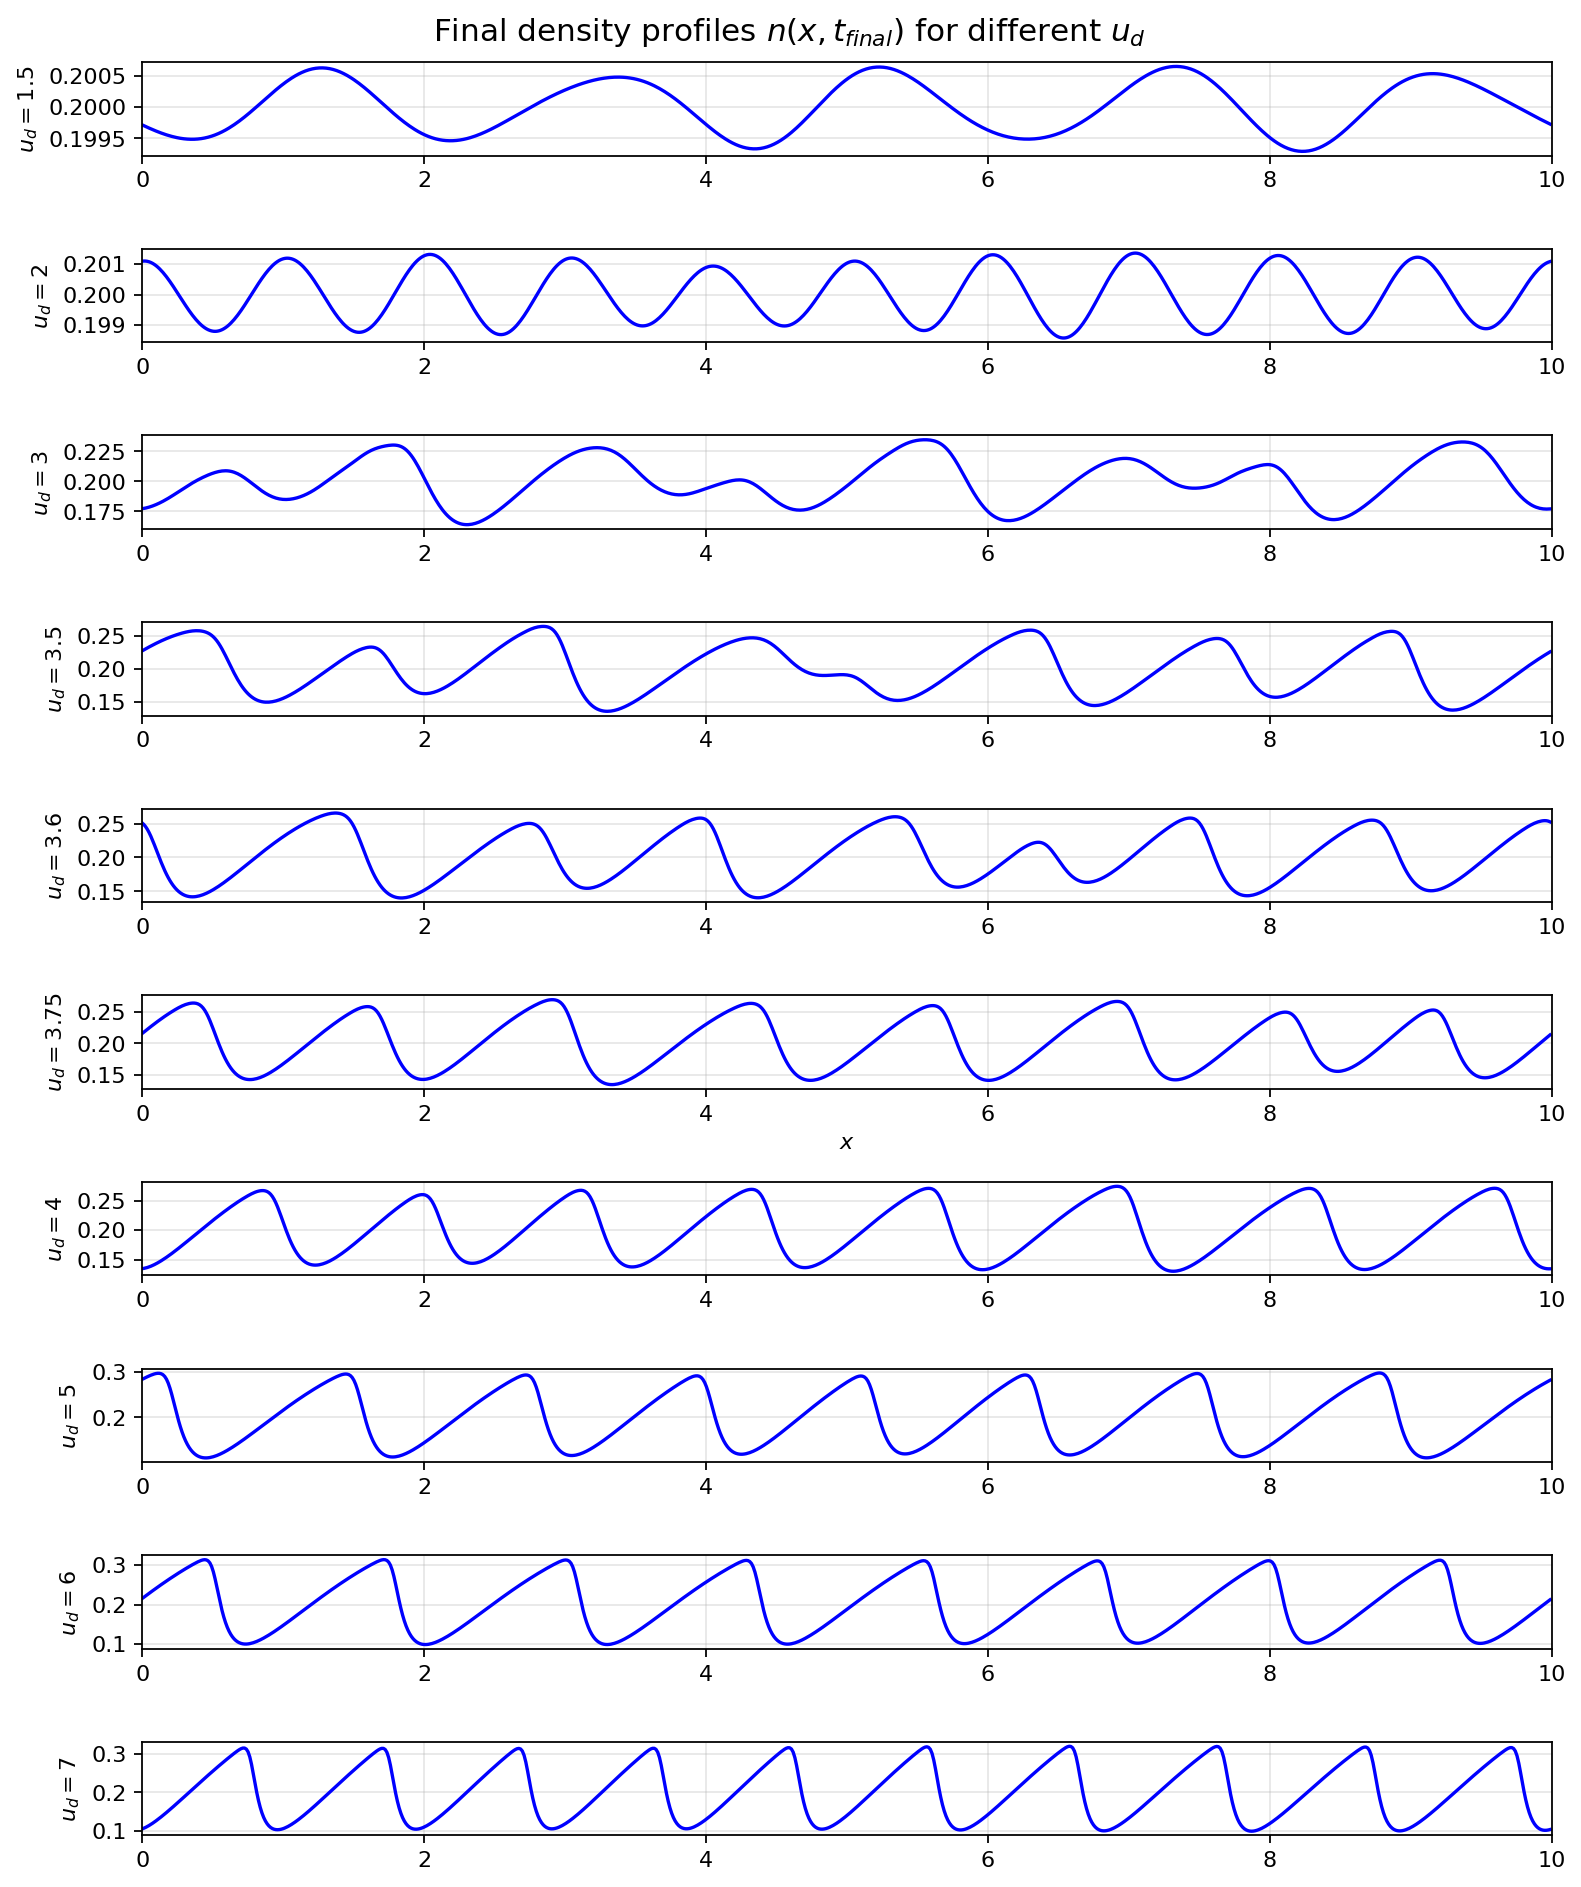 Final density profiles n(x, t_final) for different u_d
u_d = 1.5
0.2005
0.2000
0.1995
0 2 4 6 8 10
u_d = 2
0.201
0.200
0.199
0 2 4 6 8 10
u_d = 3
0.225
0.200
0.175
0 2 4 6 8 10
u_d = 3.5
0.25
0.20
0.15
0 2 4 6 8 10
u_d = 3.6
0.25
0.20
0.15
0 2 4 6 8 10
u_d = 3.75
0.25
0.20
0.15
0 2 4 6 8 10
x
u_d = 4
0.25
0.20
0.15
0 2 4 6 8 10
u_d = 5
0.3
0.2
0 2 4 6 8 10
u_d = 6
0.3
0.2
0.1
0 2 4 6 8 10
u_d = 7
0.3
0.2
0.1
0 2 4 6 8 10